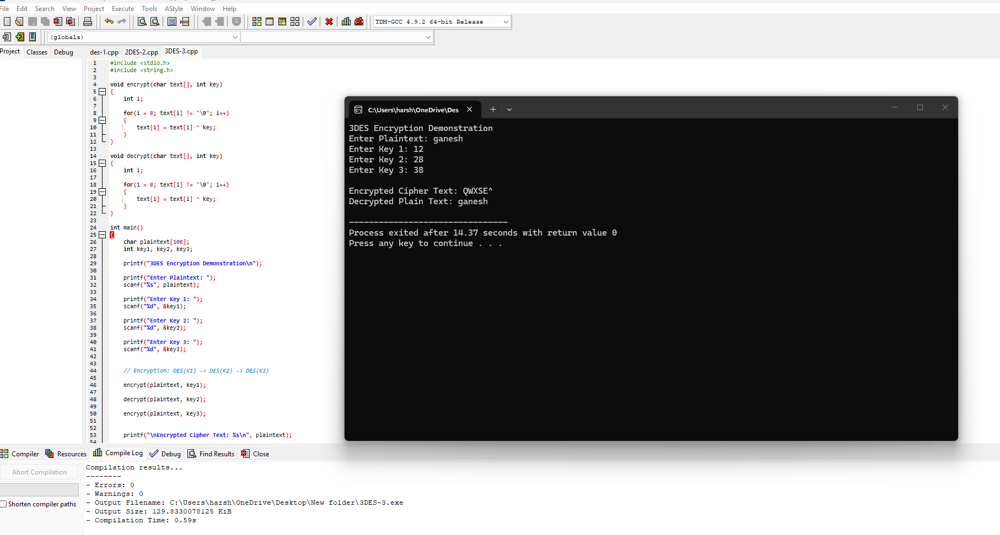 File Edit Search View Project Execute Tools AStyle Window Help
TDM-GCC 4.9.2 64-bit Release
(globals)
Project Classes Debug
des-1.cpp 2DES-2.cpp 3DES-3.cpp
1 #include <stdio.h>
2 #include <string.h>
3
4 void encrypt(char text[], int key)
5 {
6 int i;
7
8 for(i = 0; text[i] != '\0'; i++)
9 {
10 text[i] = text[i] ^ key;
11 }
12 }
13
14 void decrypt(char text[], int key)
15 {
16 int i;
17
18 for(i = 0; text[i] != '\0'; i++)
19 {
20 text[i] = text[i] ^ key;
21 }
22 }
23
24 int main()
25 {
26 char plaintext[100];
27 int key1, key2, key3;
28
29 printf("3DES Encryption Demonstration\n");
30
31 printf("Enter Plaintext: ");
32 scanf("%s", plaintext);
33
34 printf("Enter Key 1: ");
35 scanf("%d", &key1);
36
37 printf("Enter Key 2: ");
38 scanf("%d", &key2);
39
40 printf("Enter Key 3: ");
41 scanf("%d", &key3);
42
43
44 // Encryption: DES(K1) -> DES(K2) -> DES(K3)
45
46 encrypt(plaintext, key1);
47
48 decrypt(plaintext, key2);
49
50 encrypt(plaintext, key3);
51
52
53 printf("\nEncrypted Cipher Text: %s\n", plaintext);
54
C:\Users\harsh\OneDrive\Des
3DES Encryption Demonstration
Enter Plaintext: ganesh
Enter Key 1: 12
Enter Key 2: 28
Enter Key 3: 38
Encrypted Cipher Text: QWXSE^
Decrypted Plain Text: ganesh
--------------------------------
Process exited after 14.37 seconds with return value 0
Press any key to continue . . .
Compiler Resources Compile Log Debug Find Results Close
Abort Compilation
Shorten compiler paths
Compilation results...
--------
- Errors: 0
- Warnings: 0
- Output Filename: C:\Users\harsh\OneDrive\Desktop\New folder\3DES-3.exe
- Output Size: 129.8330078125 KiB
- Compilation Time: 0.59s